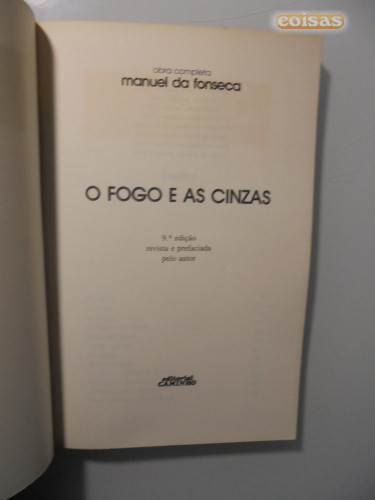 coisas
obra completa
manuel da fonseca
O FOGO E AS CINZAS
9.ª edição
revista e prefaciada
pelo autor
editorial
CAMINHO